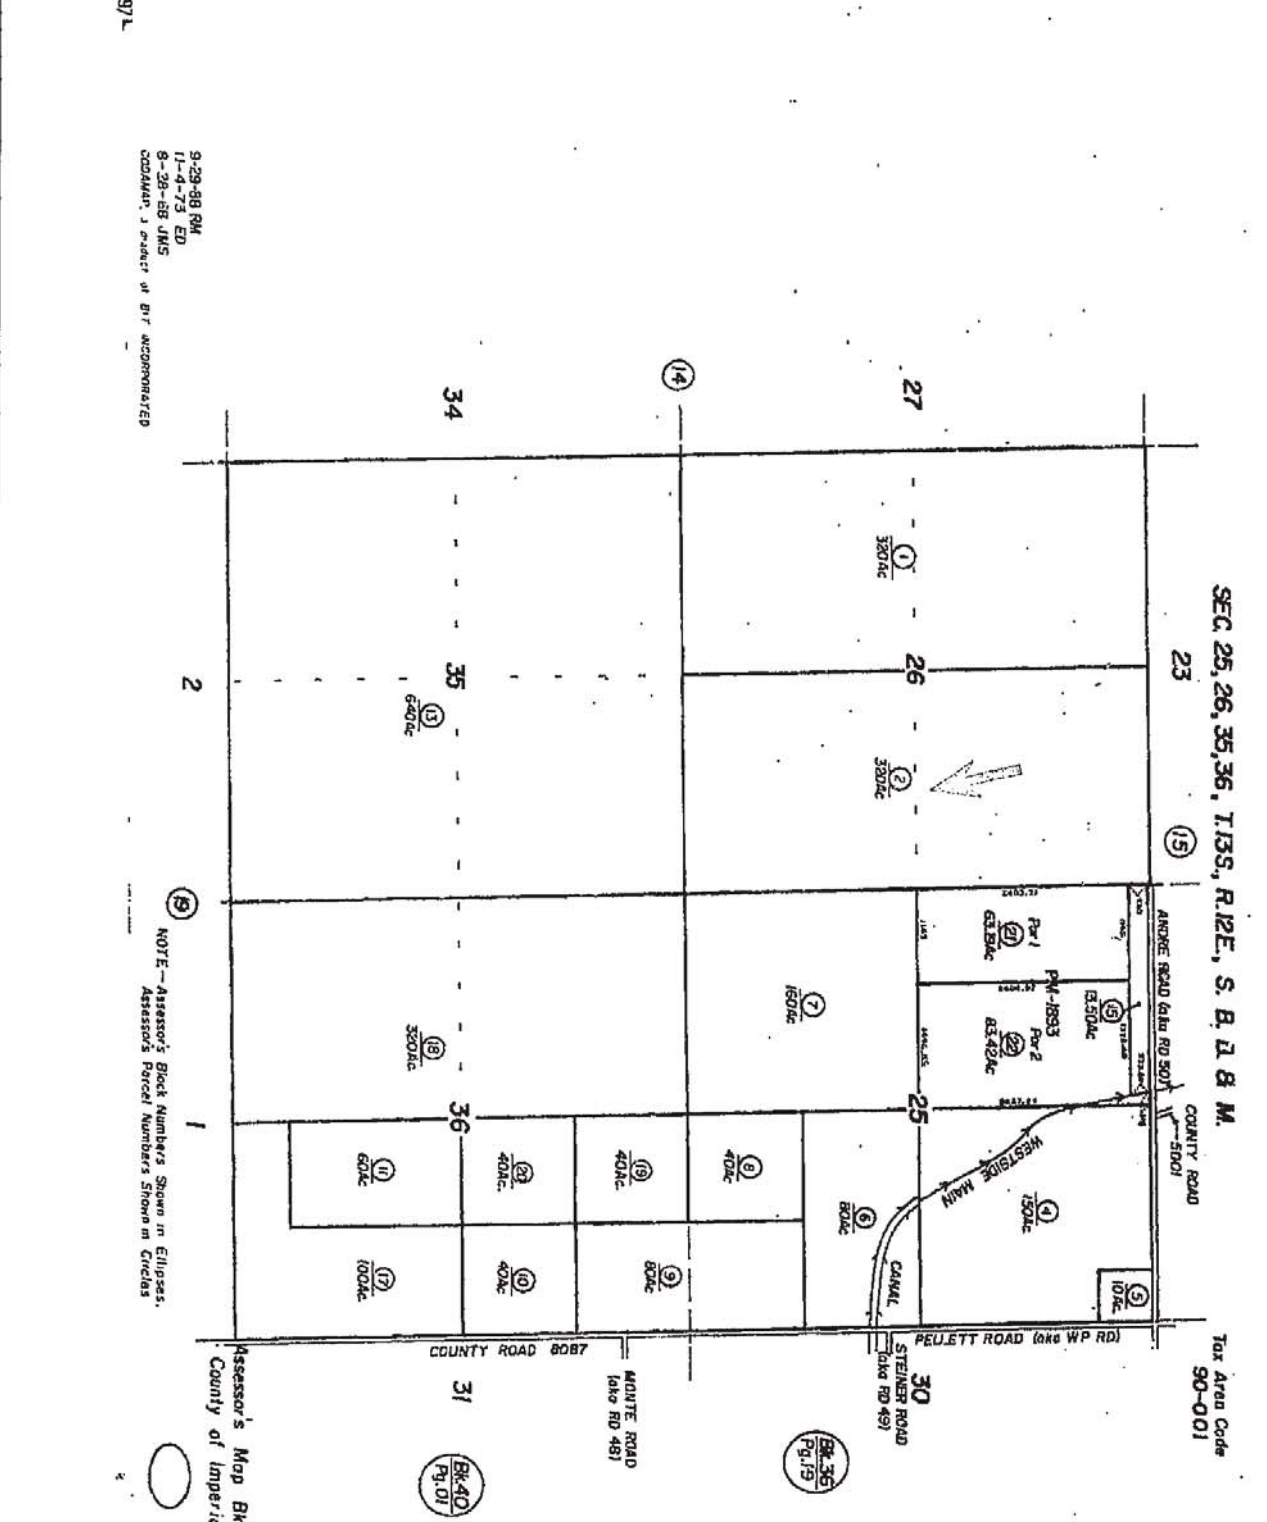 SEC. 25, 26, 35, 36, T.13S., R.12E., S. B. B. & M.
Tax Area Code
90-001
23
15
ANDRE ROAD (aka RD 507)
COUNTY ROAD
5001
27
14
34
1
320Ac
26
2
320Ac
Par 1
21
63.19Ac
PM-1893
15
13.50Ac
Par 2
22
83.42Ac
25
4
150Ac
5
10Ac.
WESTSIDE MAIN
CANAL
7
160Ac
6
80Ac
8
40Ac
9
80Ac
PELLETT ROAD (aka WP RD)
STEINER ROAD
(aka RD 491)
30
Bk.36
Pg.19
35
13
640Ac
36
18
320Ac.
19
40Ac.
20
40Ac.
11
60Ac
10
40Ac
17
100Ac.
COUNTY ROAD 8087
MONTE ROAD
(aka RD 481)
31
Bk.40
Pg.01
2
19
1
9-29-88 RM
11-4-73 ED
8-28-68 JMS
NOTE—Assessor's Block Numbers Shown in Ellipses.
Assessor's Parcel Numbers Shown in Circles
Assessor's Map Bk
County of Imperia